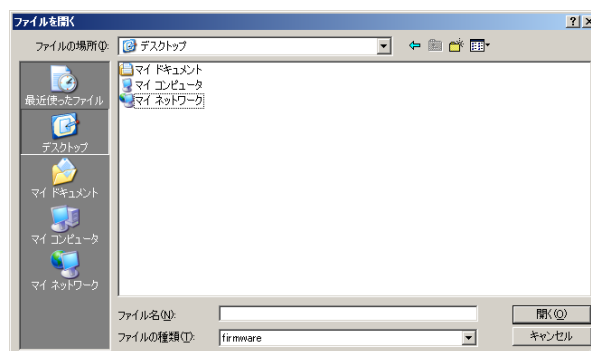 ファイルを開く
ファイルの場所(I):
デスクトップ
最近使ったファイル
デスクトップ
マイ ドキュメント
マイ コンピュータ
マイ ネットワーク
マイ ドキュメント
マイ コンピュータ
マイ ネットワーク
ファイル名(N):
開く(O)
ファイルの種類(T):
firmware
キャンセル